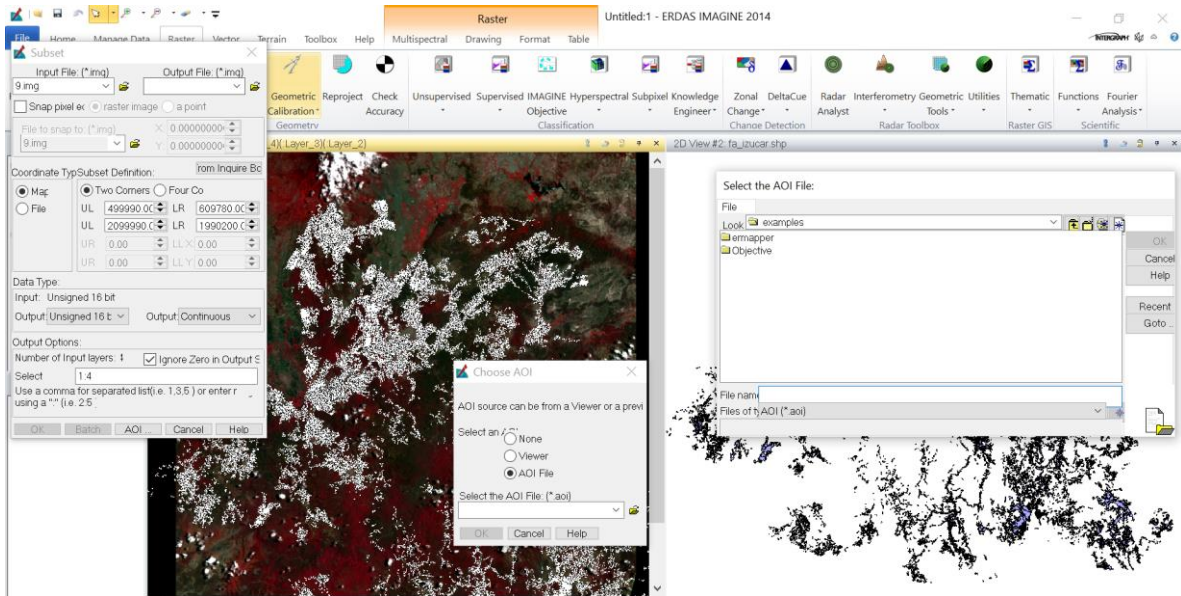 Raster
Untitled:1 - ERDAS IMAGINE 2014
File Home Manage Data Raster Vector Terrain Toolbox Help Multispectral Drawing Format Table
INTERGRAPH
Geometric Calibration
Reproject
Check Accuracy
Unsupervised
Supervised
IMAGINE Objective
Hyperspectral
Subpixel
Knowledge Engineer
Zonal Change
DeltaCue
Radar Analyst
Interferometry
Geometric Tools
Utilities
Thematic
Functions
Fourier Analysis
Geometry
Classification
Change Detection
Radar Toolbox
Raster GIS
Scientific
Subset
Input File: (*.img)
Output File: (*.img)
9.img
Snap pixel ec
raster image
a point
File to snap to: (*.img)
X: 0.00000000
9.img
Y: 0.00000000
Coordinate Typ
Subset Definition:
rom Inquire Bo
Map
Two Corners
Four Co
File
UL 499990.0( LR 609780.0(
UL 2099990.( LR 1990200.(
UR 0.00 LL X 0.00
UR 0.00 LL Y 0.00
Data Type:
Input: Unsigned 16 bit
Output: Unsigned 16 b
Output: Continuous
Output Options:
Number of Input layers:
Ignore Zero in Output S
Select 1:4
Use a comma for separated list(i.e. 1,3,5 ) or enter r
using a ":" (i.e. 2:5
OK Batch AOI ... Cancel Help
_4)(:Layer_3)(:Layer_2)
2D View #2: fa_izucar.shp
Choose AOI
AOI source can be from a Viewer or a previ
Select an AOI
None
Viewer
AOI File
Select the AOI File: (*.aoi)
OK Cancel Help
Select the AOI File:
File
Look examples
ermapper
Objective
OK
Cancel
Help
Recent
Goto ..
File name
Files of ty AOI (*.aoi)